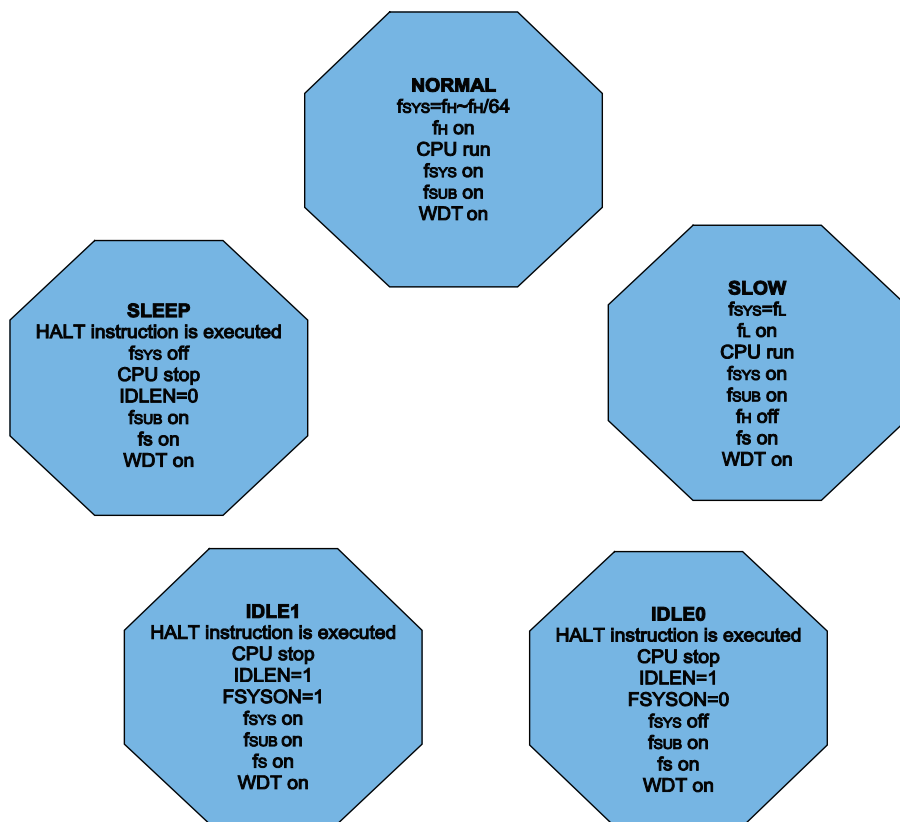 NORMAL
fSYS=fH~fH/64
fH on
CPU run
fSYS on
fSUB on
WDT on
SLEEP
HALT instruction is executed
fSYS off
CPU stop
IDLEN=0
fSUB on
fS on
WDT on
SLOW
fSYS=fL
fL on
CPU run
fSYS on
fSUB on
fH off
fS on
WDT on
IDLE1
HALT instruction is executed
CPU stop
IDLEN=1
FSYSON=1
fSYS on
fSUB on
fS on
WDT on
IDLE0
HALT instruction is executed
CPU stop
IDLEN=1
FSYSON=0
fSYS off
fSUB on
fS on
WDT on